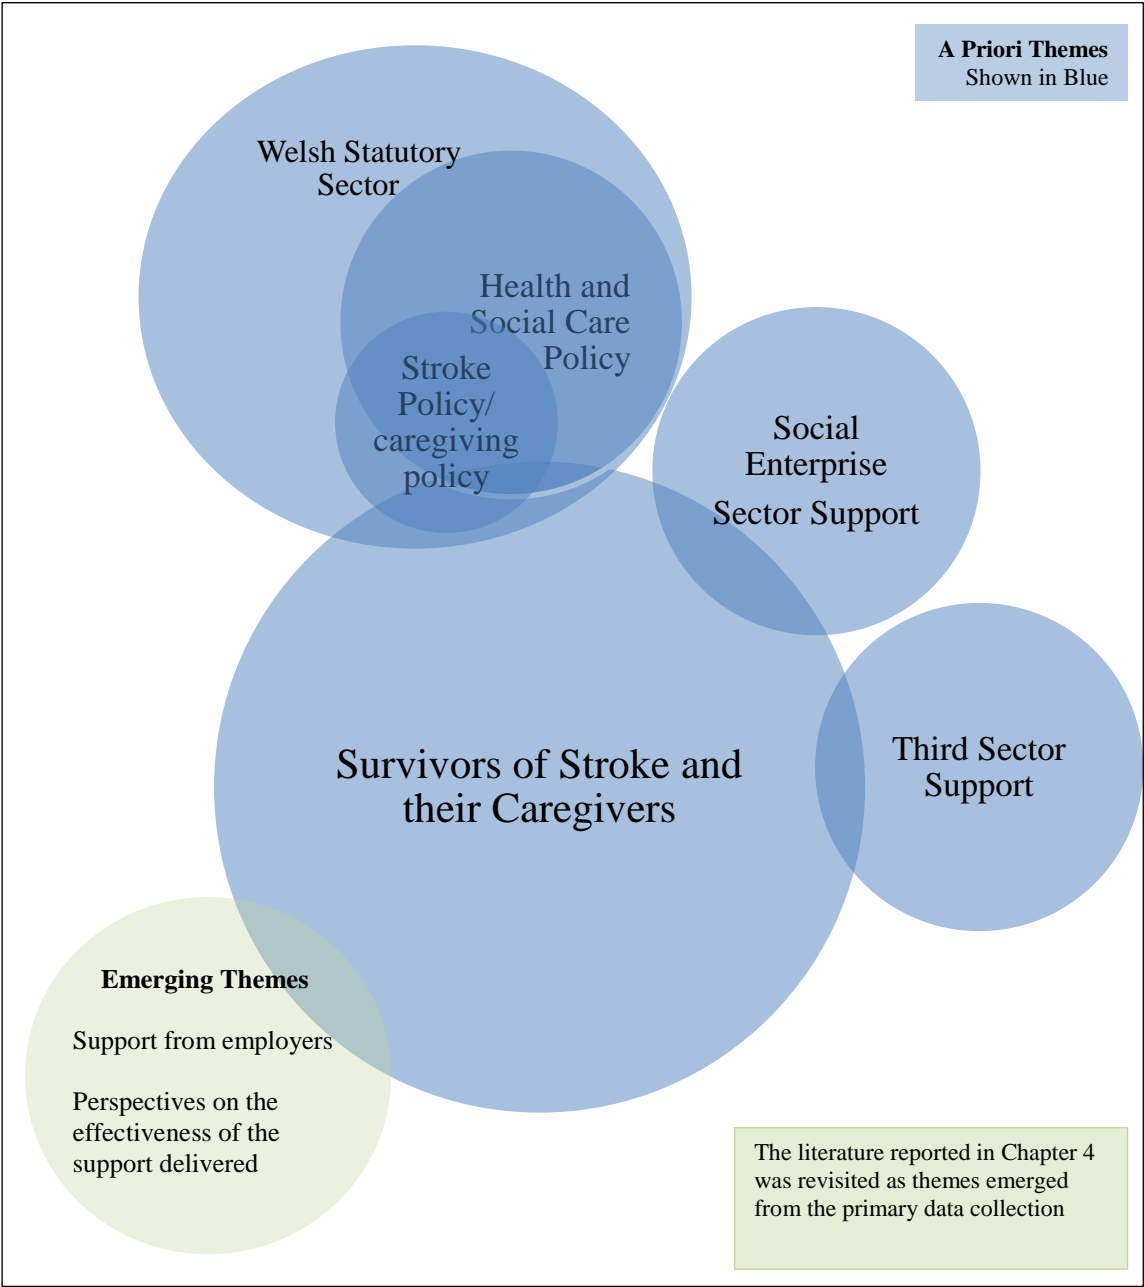 A Priori Themes
Shown in Blue
Welsh Statutory
Sector
Health and
Social Care
Policy
Stroke
Policy/
caregiving
policy
Social
Enterprise
Sector Support
Third Sector
Support
Survivors of Stroke and
their Caregivers
Emerging Themes
Support from employers
Perspectives on the
effectiveness of the
support delivered
The literature reported in Chapter 4
was revisited as themes emerged
from the primary data collection